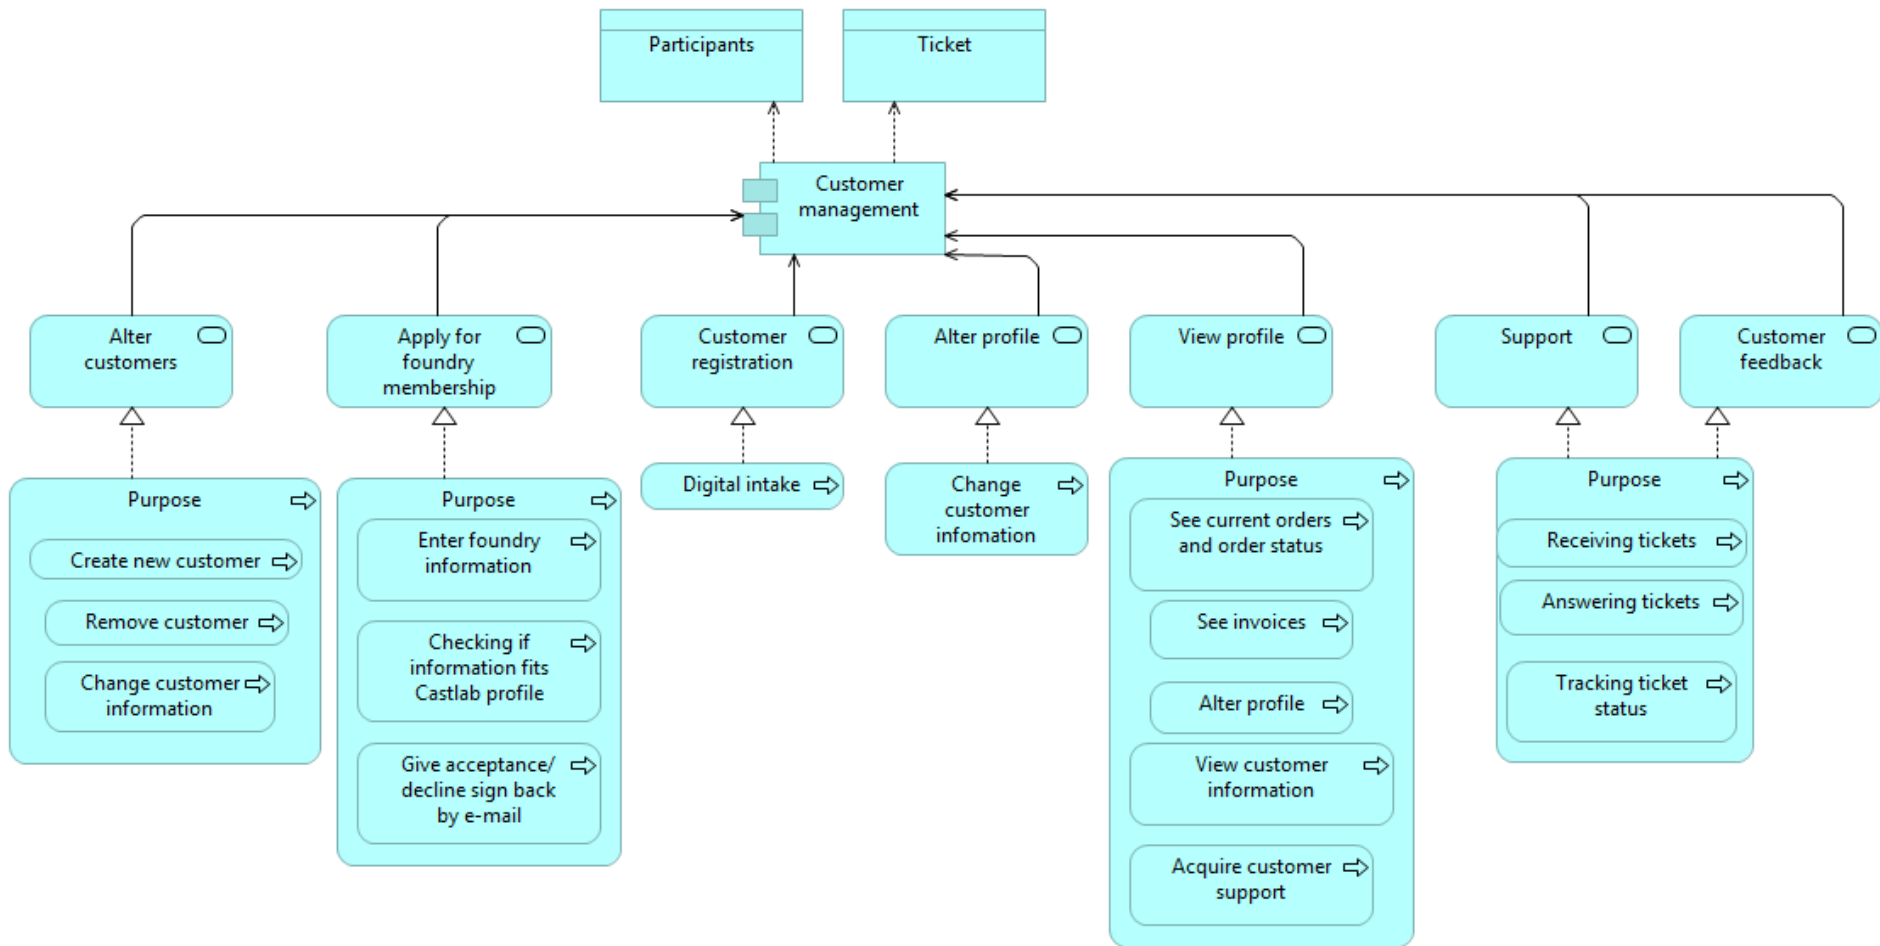 Participants
Ticket
Customer
management
Alter
customers
Apply for
foundry
membership
Customer
registration
Alter profile
View profile
Support
Customer
feedback
Purpose
Create new customer
Remove customer
Change customer
information
Purpose
Enter foundry
information
Checking if
information fits
Castlab profile
Give acceptance/
decline sign back
by e-mail
Digital intake
Change
customer
infomation
Purpose
See current orders
and order status
See invoices
Alter profile
View customer
information
Acquire customer
support
Purpose
Receiving tickets
Answering tickets
Tracking ticket
status